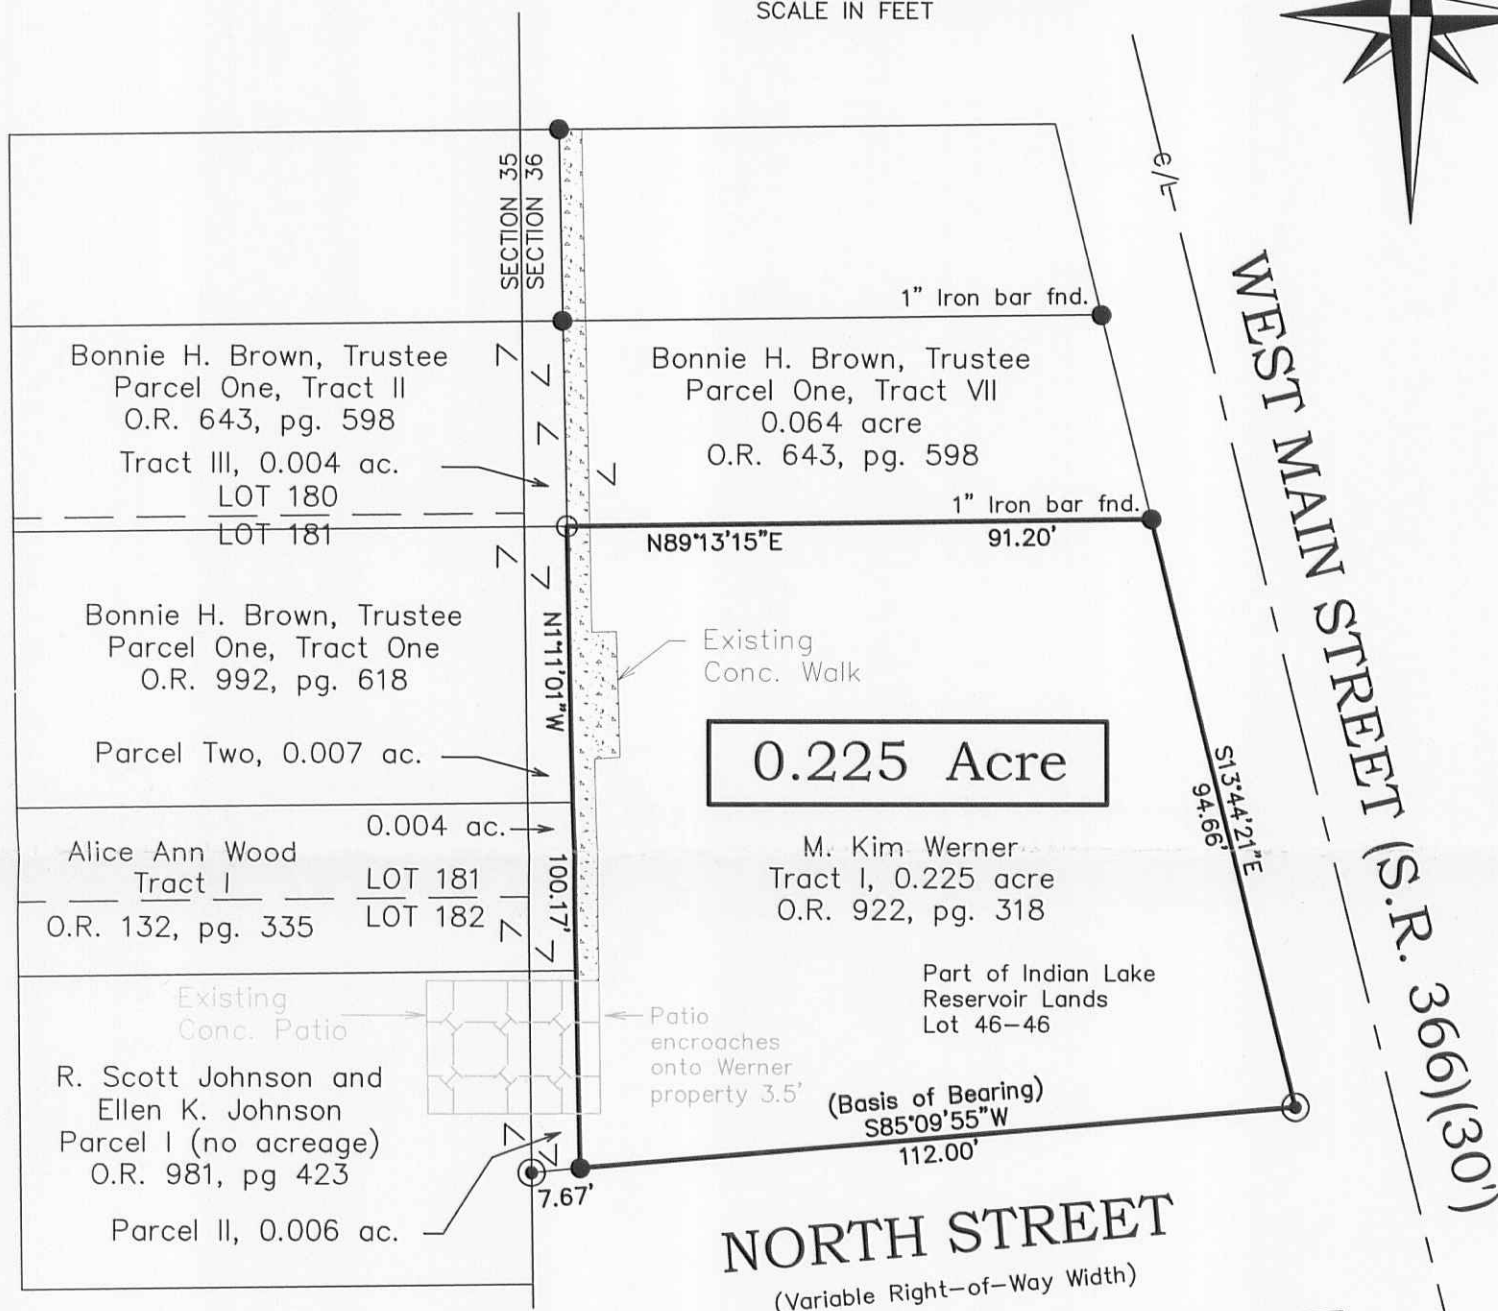 SCALE IN FEET
C/L
SECTION 35
SECTION 36
1" Iron bar fnd.
Bonnie H. Brown, Trustee
Parcel One, Tract II
O.R. 643, pg. 598
Tract III, 0.004 ac.
LOT 180
LOT 181
Bonnie H. Brown, Trustee
Parcel One, Tract VII
0.064 acre
O.R. 643, pg. 598
1" Iron bar fnd.
N89°13'15"E
91.20'
WEST MAIN STREET (S.R. 366)(30')
Bonnie H. Brown, Trustee
Parcel One, Tract One
O.R. 992, pg. 618
Parcel Two, 0.007 ac.
N1°11'01"W
100.17'
Existing
Conc. Walk
0.225 Acre
S13°44'21"E
94.66'
0.004 ac.
Alice Ann Wood
Tract I
O.R. 132, pg. 335
LOT 181
LOT 182
M. Kim Werner
Tract I, 0.225 acre
O.R. 922, pg. 318
Part of Indian Lake
Reservoir Lands
Lot 46-46
Existing
Conc. Patio
Patio
encroaches
onto Werner
property 3.5'
R. Scott Johnson and
Ellen K. Johnson
Parcel I (no acreage)
O.R. 981, pg 423
Parcel II, 0.006 ac.
(Basis of Bearing)
S85°09'55"W
112.00'
7.67'
NORTH STREET
(Variable Right-of-Way Width)